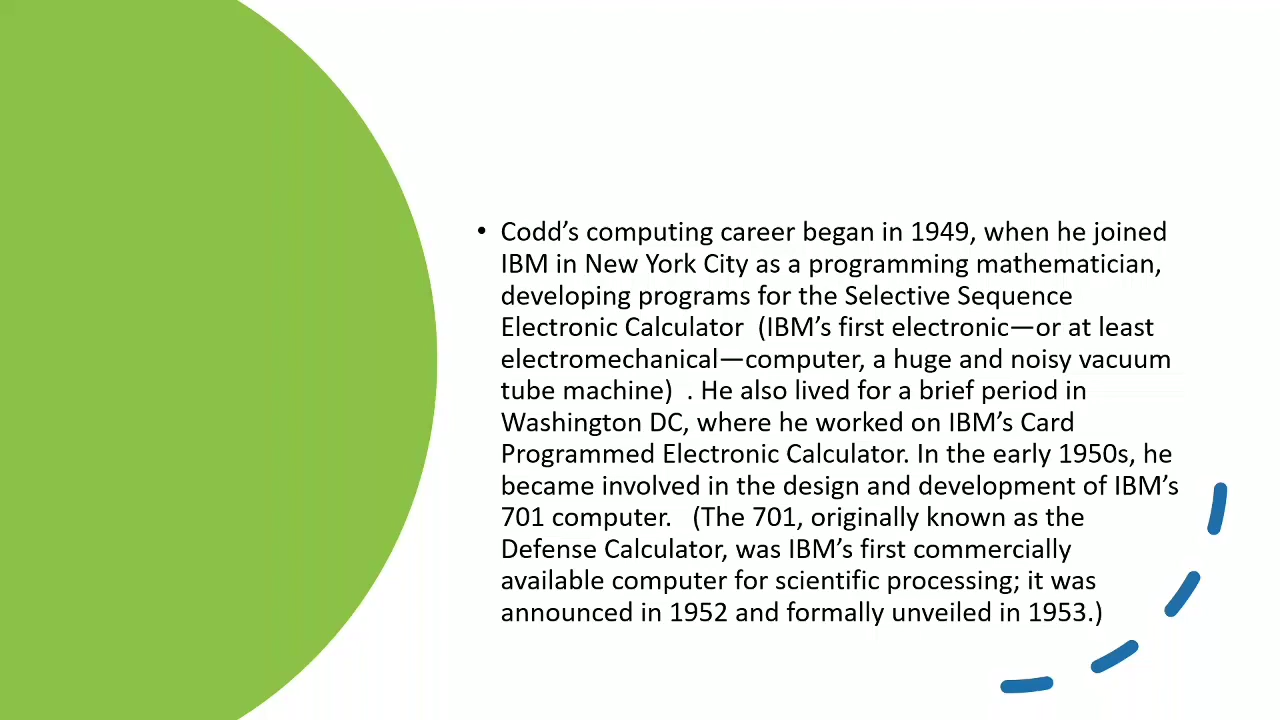 • Codd’s computing career began in 1949, when he joined
IBM in New York City as a programming mathematician,
developing programs for the Selective Sequence
Electronic Calculator  (IBM’s first electronic—or at least
electromechanical—computer, a huge and noisy vacuum
tube machine)  . He also lived for a brief period in
Washington DC, where he worked on IBM’s Card
Programmed Electronic Calculator. In the early 1950s, he
became involved in the design and development of IBM’s
701 computer.   (The 701, originally known as the
Defense Calculator, was IBM’s first commercially
available computer for scientific processing; it was
announced in 1952 and formally unveiled in 1953.)